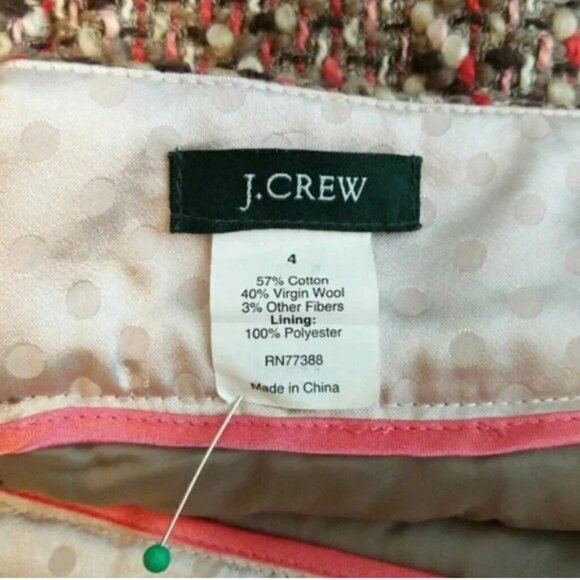 J.CREW
4
57% Cotton
40% Virgin Wool
3% Other Fibers
Lining:
100% Polyester
RN77388
Made in China